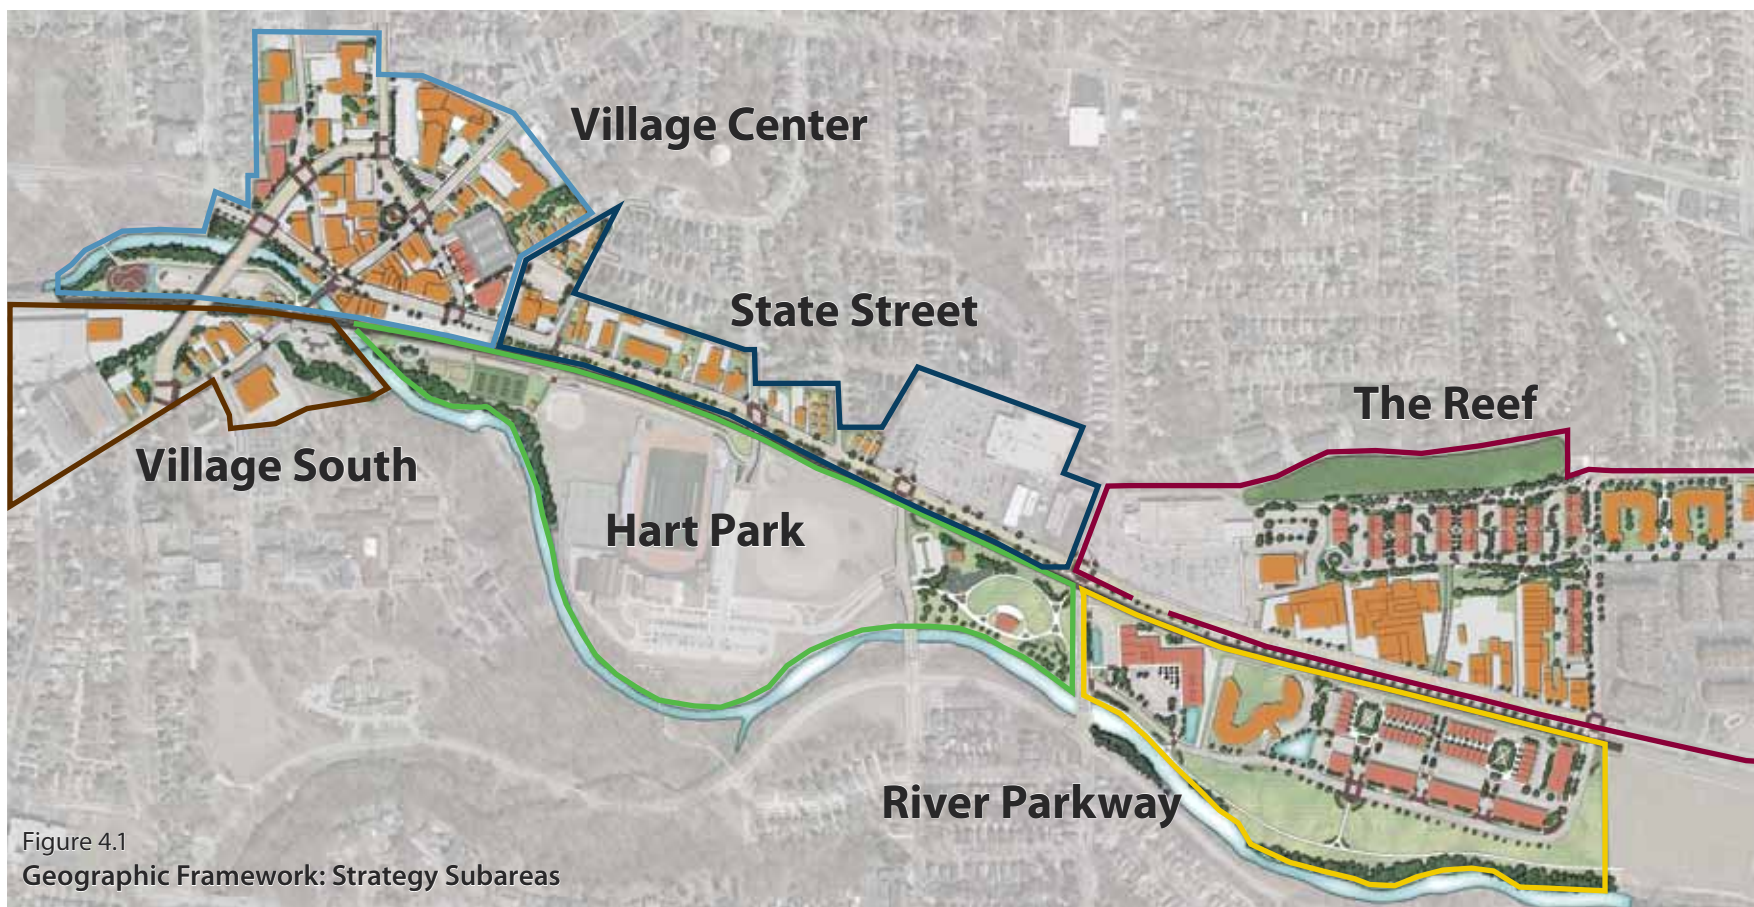 Village Center
State Street
The Reef
Village South
Hart Park
River Parkway
Figure 4.1
Geographic Framework: Strategy Subareas